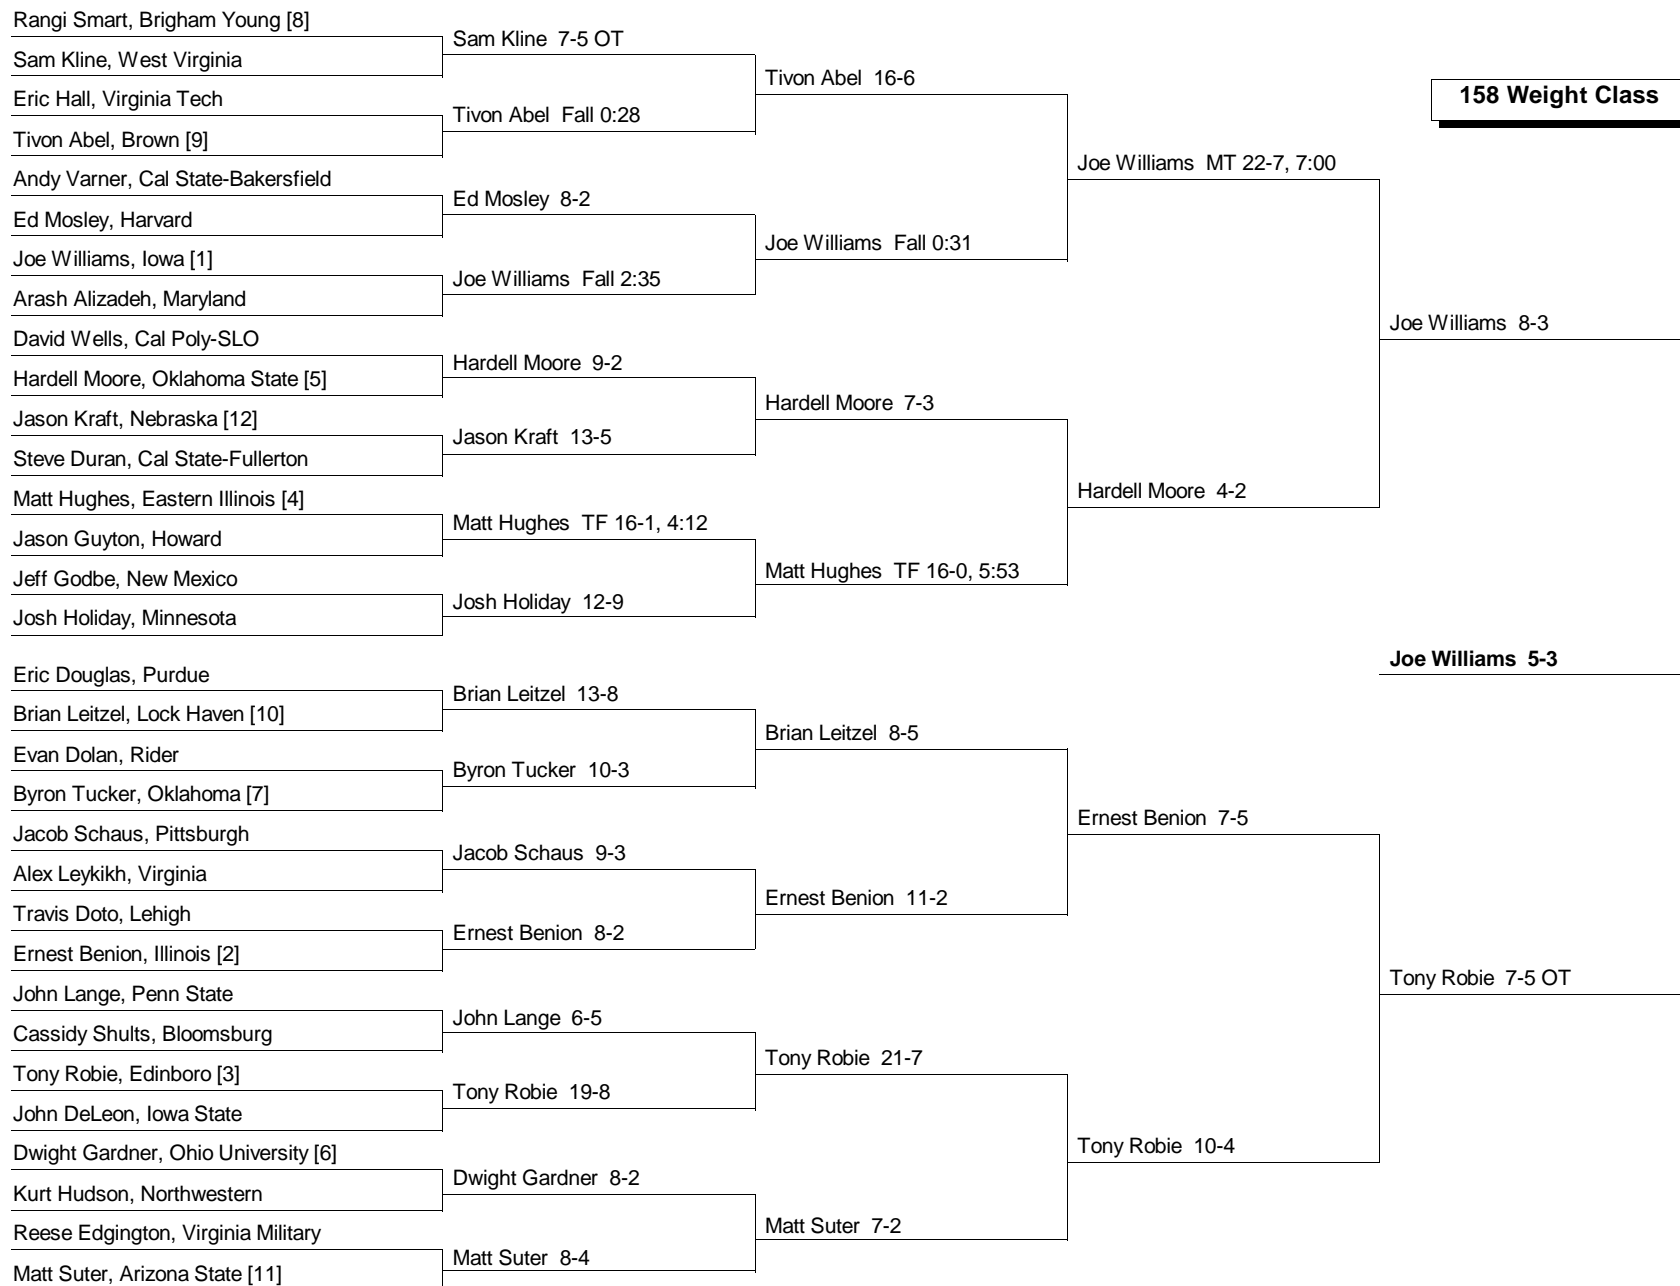 Rangi Smart, Brigham Young [8]
Sam Kline, West Virginia
Eric Hall, Virginia Tech
Tivon Abel, Brown [9]
Andy Varner, Cal State-Bakersfield
Ed Mosley, Harvard
Joe Williams, Iowa [1]
Arash Alizadeh, Maryland
David Wells, Cal Poly-SLO
Hardell Moore, Oklahoma State [5]
Jason Kraft, Nebraska [12]
Steve Duran, Cal State-Fullerton
Matt Hughes, Eastern Illinois [4]
Jason Guyton, Howard
Jeff Godbe, New Mexico
Josh Holiday, Minnesota
Eric Douglas, Purdue
Brian Leitzel, Lock Haven [10]
Evan Dolan, Rider
Byron Tucker, Oklahoma [7]
Jacob Schaus, Pittsburgh
Alex Leykikh, Virginia
Travis Doto, Lehigh
Ernest Benion, Illinois [2]
John Lange, Penn State
Cassidy Shults, Bloomsburg
Tony Robie, Edinboro [3]
John DeLeon, Iowa State
Dwight Gardner, Ohio University [6]
Kurt Hudson, Northwestern
Reese Edgington, Virginia Military
Matt Suter, Arizona State [11]
Sam Kline 7-5 OT
Tivon Abel Fall 0:28
Ed Mosley 8-2
Joe Williams Fall 2:35
Hardell Moore 9-2
Jason Kraft 13-5
Matt Hughes TF 16-1, 4:12
Josh Holiday 12-9
Brian Leitzel 13-8
Byron Tucker 10-3
Jacob Schaus 9-3
Ernest Benion 8-2
John Lange 6-5
Tony Robie 19-8
Dwight Gardner 8-2
Matt Suter 8-4
Tivon Abel 16-6
Joe Williams Fall 0:31
Hardell Moore 7-3
Matt Hughes TF 16-0, 5:53
Brian Leitzel 8-5
Ernest Benion 11-2
Tony Robie 21-7
Matt Suter 7-2
Joe Williams MT 22-7, 7:00
Hardell Moore 4-2
Ernest Benion 7-5
Tony Robie 10-4
158 Weight Class
Joe Williams 8-3
Joe Williams 5-3
Tony Robie 7-5 OT